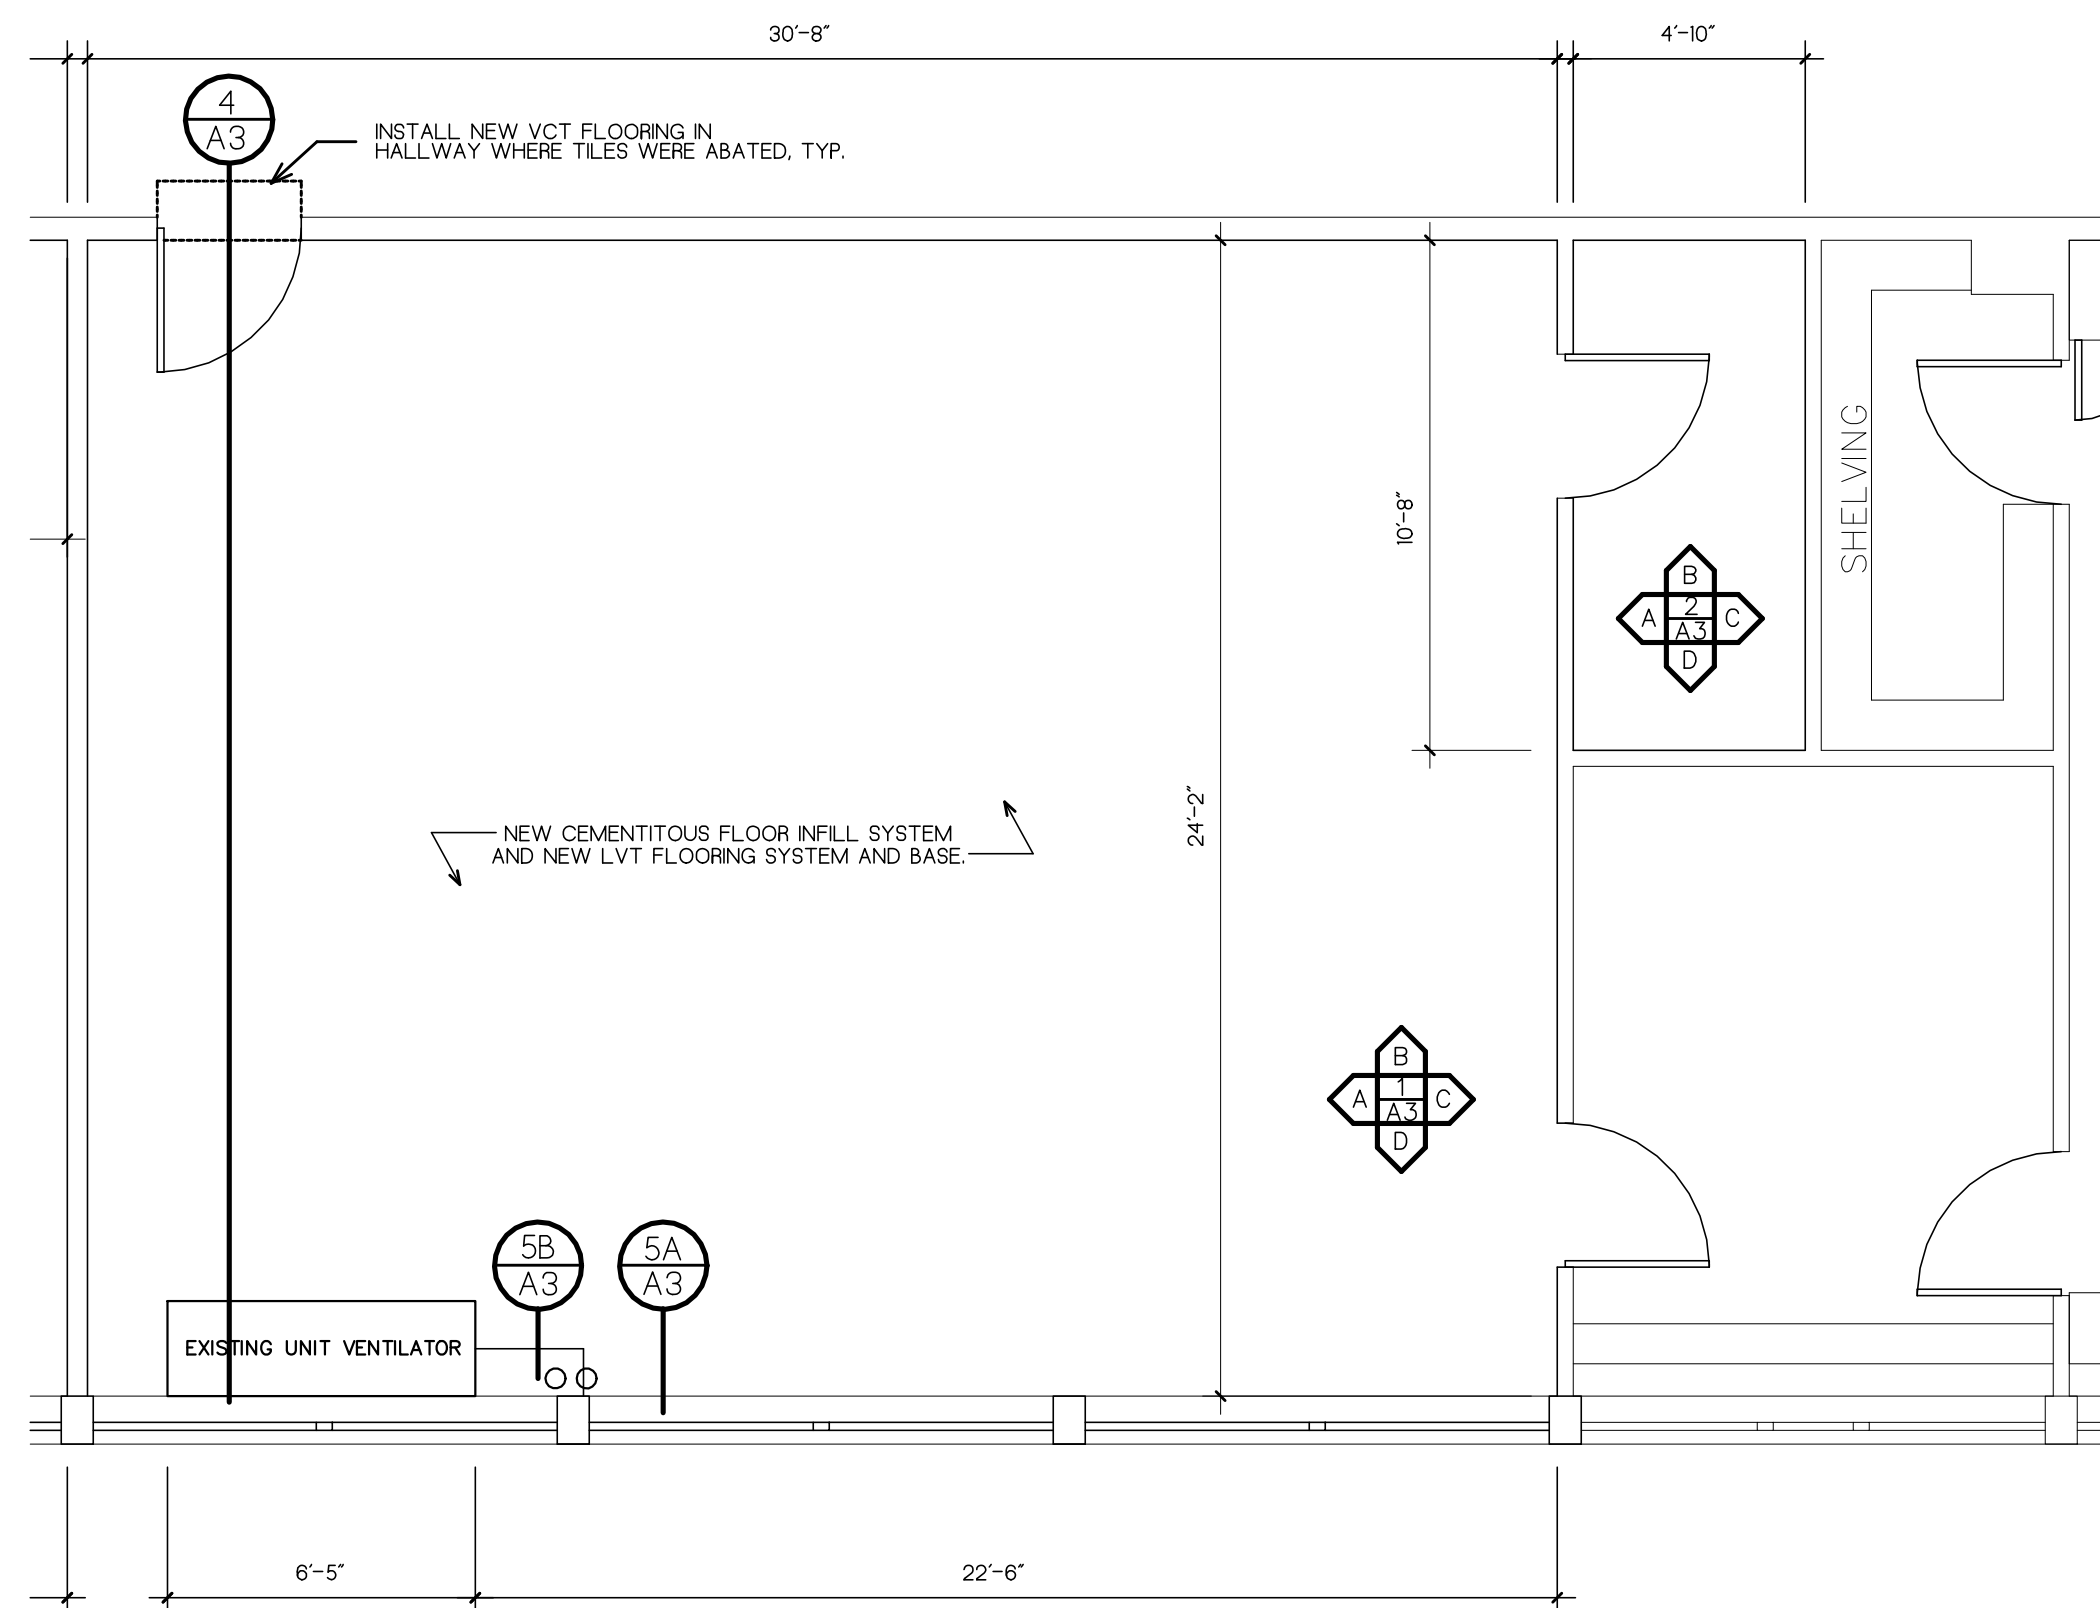 30'-8"
4'-10"
4
A3
INSTALL NEW VCT FLOORING IN
HALLWAY WHERE TILES WERE ABATED, TYP.
SHELVING
10'-8"
B
A
2
A3
C
D
24'-2"
NEW CEMENTITOUS FLOOR INFILL SYSTEM
AND NEW LVT FLOORING SYSTEM AND BASE.
B
A
1
A3
C
D
5B
A3
5A
A3
EXISTING UNIT VENTILATOR
6'-5"
22'-6"